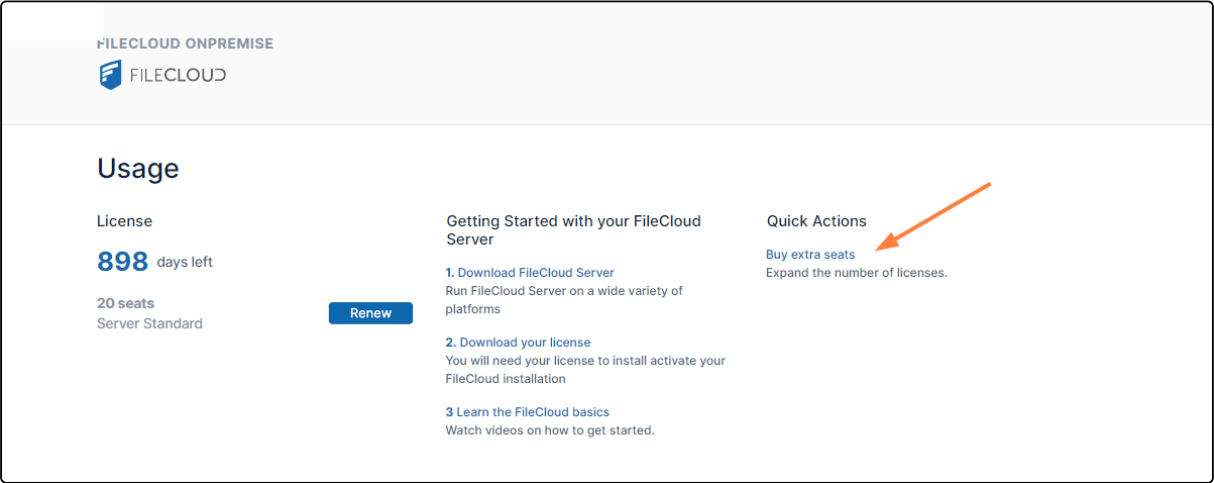 FILECLOUD ONPREMISE
FILECLOUD
Usage
License
898 days left
20 seats
Server Standard
Renew
Getting Started with your FileCloud
Server
1. Download FileCloud Server
Run FileCloud Server on a wide variety of
platforms
2. Download your license
You will need your license to install activate your
FileCloud installation
3 Learn the FileCloud basics
Watch videos on how to get started.
Quick Actions
Buy extra seats
Expand the number of licenses.